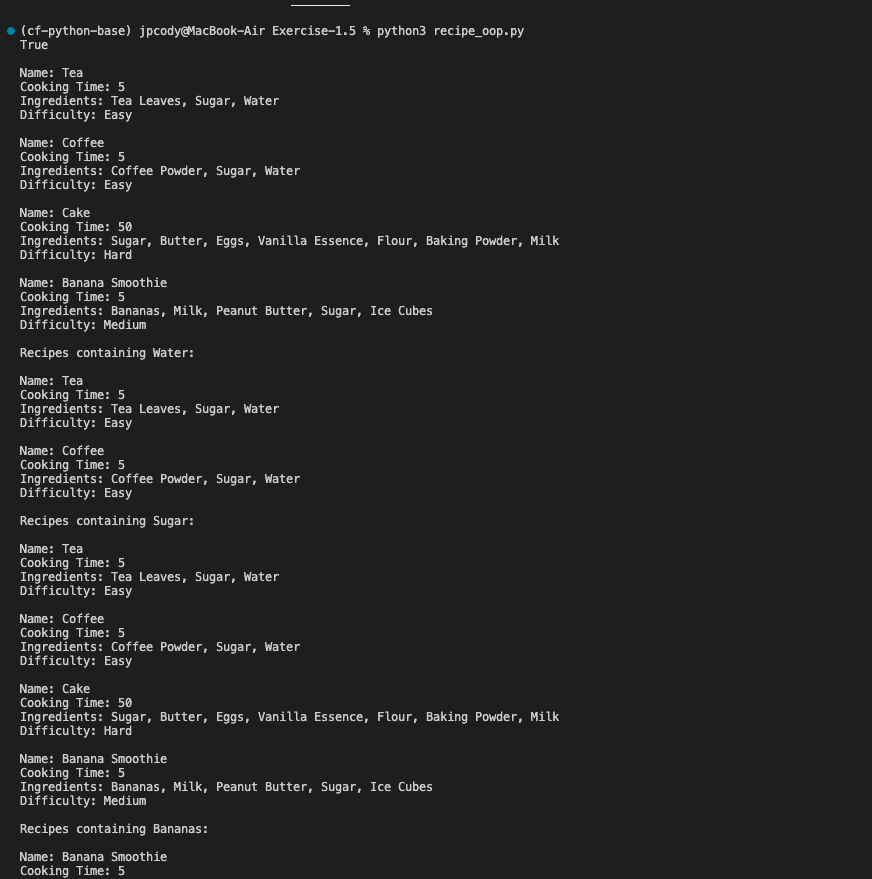 (cf-python-base) jpcody@MacBook-Air Exercise-1.5 % python3 recipe_oop.py
True
Name: Tea
Cooking Time: 5
Ingredients: Tea Leaves, Sugar, Water
Difficulty: Easy
Name: Coffee
Cooking Time: 5
Ingredients: Coffee Powder, Sugar, Water
Difficulty: Easy
Name: Cake
Cooking Time: 50
Ingredients: Sugar, Butter, Eggs, Vanilla Essence, Flour, Baking Powder, Milk
Difficulty: Hard
Name: Banana Smoothie
Cooking Time: 5
Ingredients: Bananas, Milk, Peanut Butter, Sugar, Ice Cubes
Difficulty: Medium
Recipes containing Water:
Name: Tea
Cooking Time: 5
Ingredients: Tea Leaves, Sugar, Water
Difficulty: Easy
Name: Coffee
Cooking Time: 5
Ingredients: Coffee Powder, Sugar, Water
Difficulty: Easy
Recipes containing Sugar:
Name: Tea
Cooking Time: 5
Ingredients: Tea Leaves, Sugar, Water
Difficulty: Easy
Name: Coffee
Cooking Time: 5
Ingredients: Coffee Powder, Sugar, Water
Difficulty: Easy
Name: Cake
Cooking Time: 50
Ingredients: Sugar, Butter, Eggs, Vanilla Essence, Flour, Baking Powder, Milk
Difficulty: Hard
Name: Banana Smoothie
Cooking Time: 5
Ingredients: Bananas, Milk, Peanut Butter, Sugar, Ice Cubes
Difficulty: Medium
Recipes containing Bananas:
Name: Banana Smoothie
Cooking Time: 5